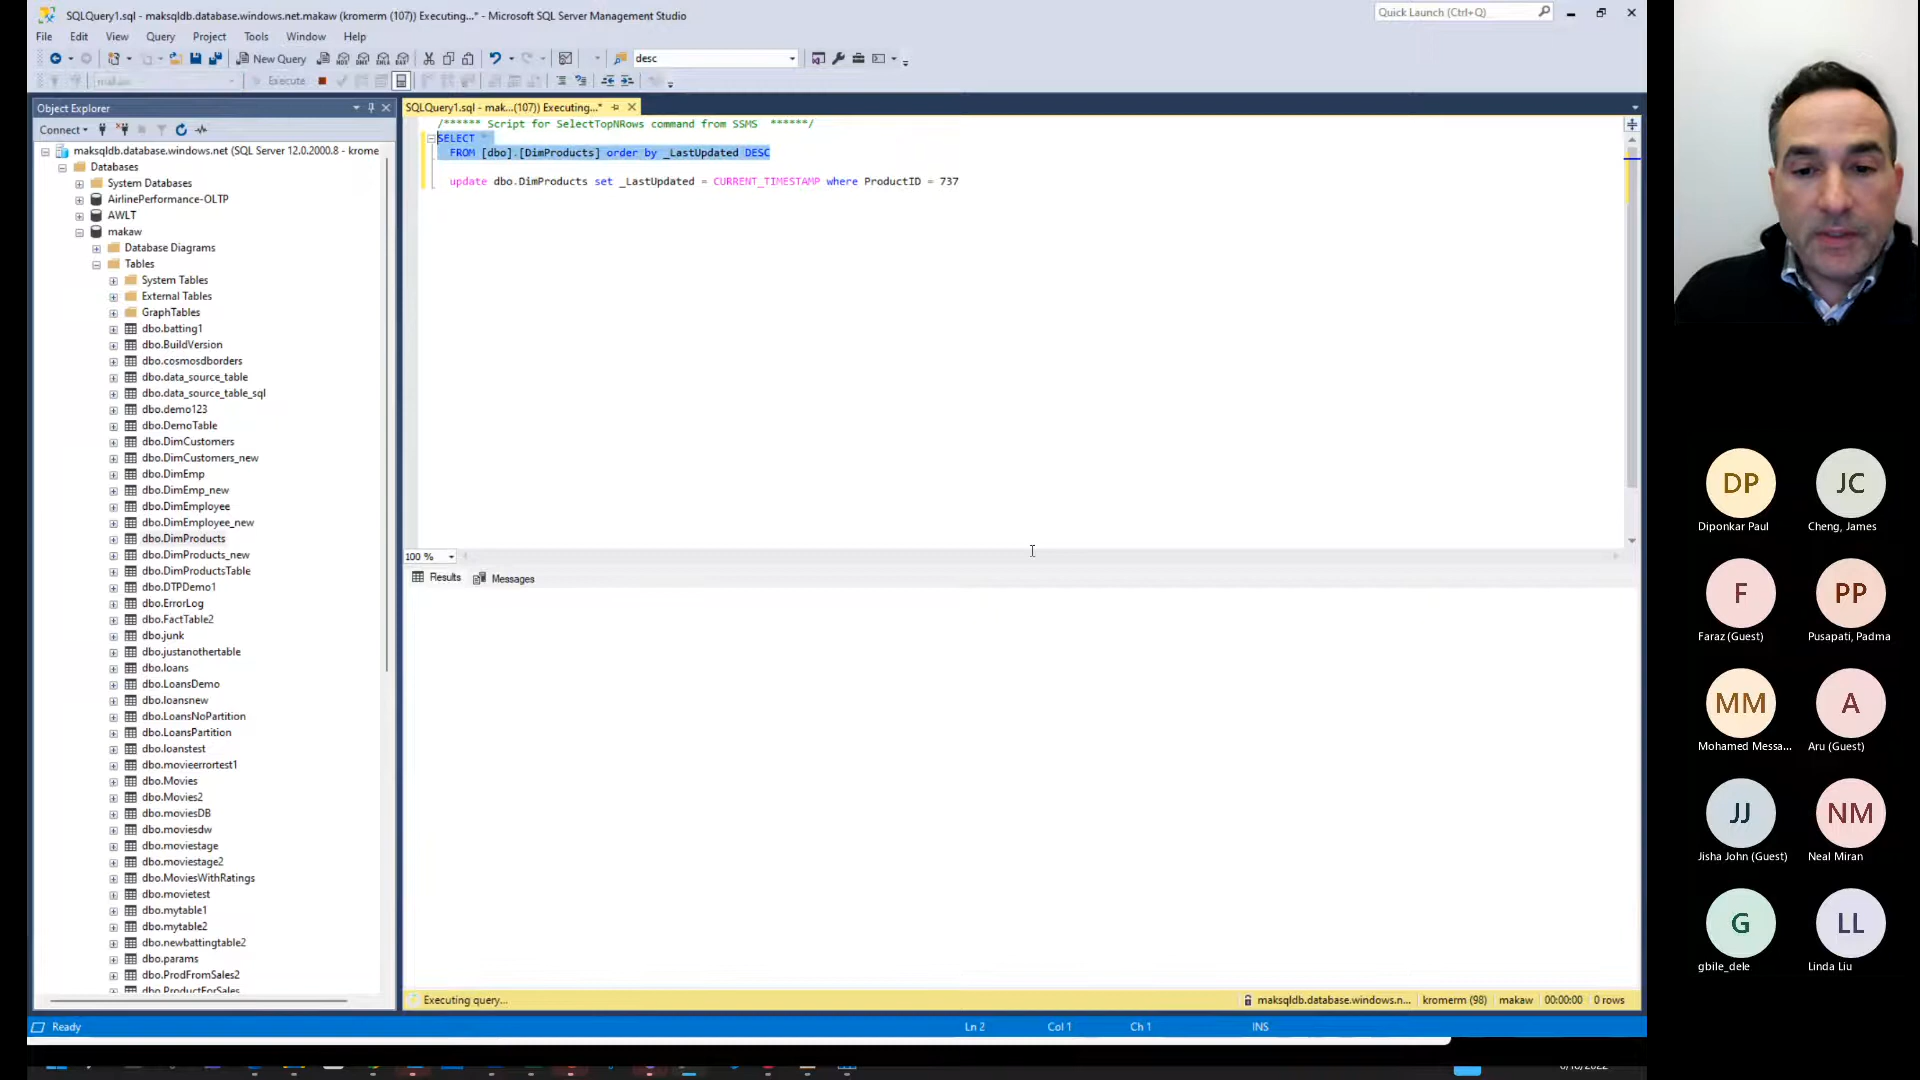 SQLQuery1.sql - maksqldb.database.windows.net.makaw (kromerm (107)) Executing...* - Microsoft SQL Server Management Studio
Quick Launch (Ctrl+Q)
File Edit View Query Project Tools Window Help
New Query
desc
Execute
Object Explorer
SQLQuery1.sql - mak...(107)) Executing...*
Connect
maksqldb.database.windows.net (SQL Server 12.0.2000.8 - krome
Databases
System Databases
AirlinePerformance-OLTP
AWLT
makaw
Database Diagrams
Tables
System Tables
External Tables
GraphTables
dbo.batting1
dbo.BuildVersion
dbo.cosmosdborders
dbo.data_source_table
dbo.data_source_table_sql
dbo.demo123
dbo.DemoTable
dbo.DimCustomers
dbo.DimCustomers_new
dbo.DimEmp
dbo.DimEmp_new
dbo.DimEmployee
dbo.DimEmployee_new
dbo.DimProducts
dbo.DimProducts_new
dbo.DimProductsTable
dbo.DTPDemo1
dbo.ErrorLog
dbo.FactTable2
dbo.junk
dbo.justanothertable
dbo.loans
dbo.LoansDemo
dbo.loansnew
dbo.LoansNoPartition
dbo.LoansPartition
dbo.loanstest
dbo.movieerrortest1
dbo.Movies
dbo.Movies2
dbo.moviesDB
dbo.moviesdw
dbo.moviestage
dbo.moviestage2
dbo.MoviesWithRatings
dbo.movietest
dbo.mytable1
dbo.mytable2
dbo.newbattingtable2
dbo.params
dbo.ProdFromSales2
dbo.ProductForSales
/****** Script for SelectTopNRows command from SSMS ******/
SELECT *
FROM [dbo].[DimProducts] order by _LastUpdated DESC
update dbo.DimProducts set _LastUpdated = CURRENT_TIMESTAMP where ProductID = 737
100 %
Results Messages
Executing query...
maksqldb.database.windows.n... kromerm (98) makaw 00:00:00 0 rows
Ready
Ln 2 Col 1 Ch 1 INS
DP JC
Diponkar Paul Cheng, James
F PP
Faraz (Guest) Pusapati, Padma
MM A
Mohamed Messa... Aru (Guest)
JJ NM
Jisha John (Guest) Neal Miran
G LL
gbile_dele Linda Liu